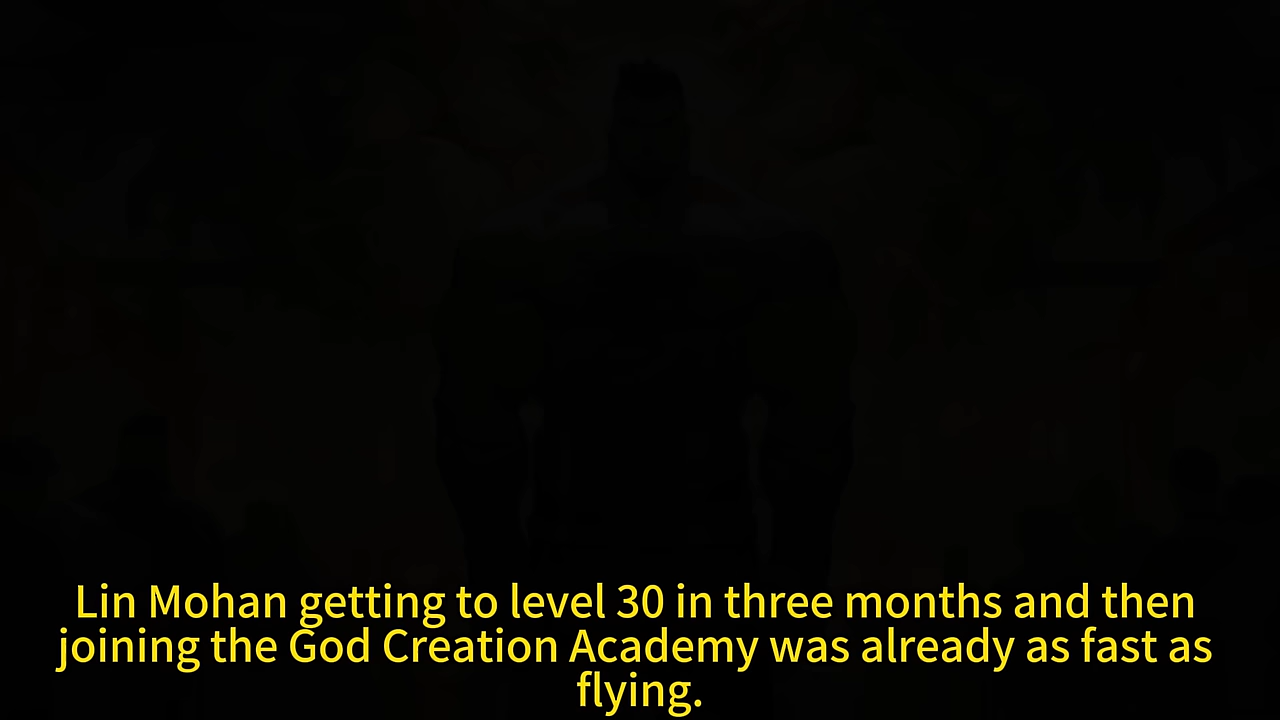 Lin Mohan getting to level 30 in three months and then
joining the God Creation Academy was already as fast as
flying.